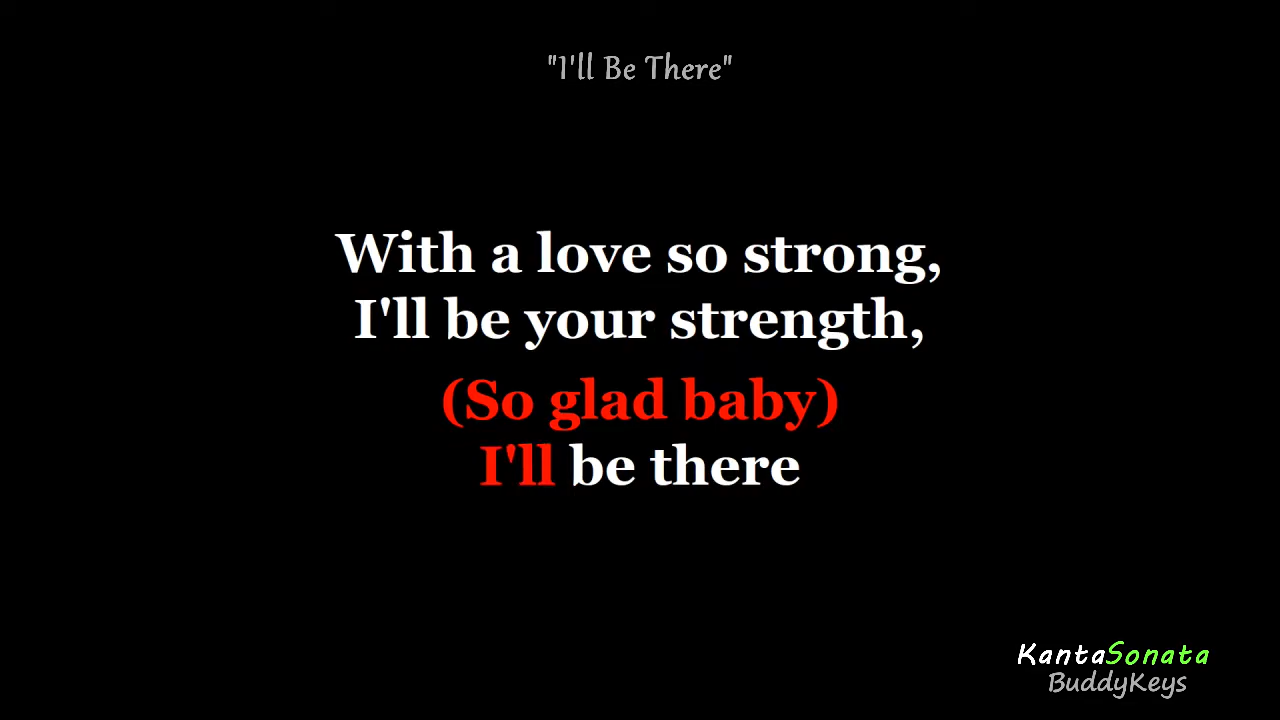 "I'll Be There"
With a love so strong,
I'll be your strength,
(So glad baby)
I'll be there
KantaSonata
BuddyKeys